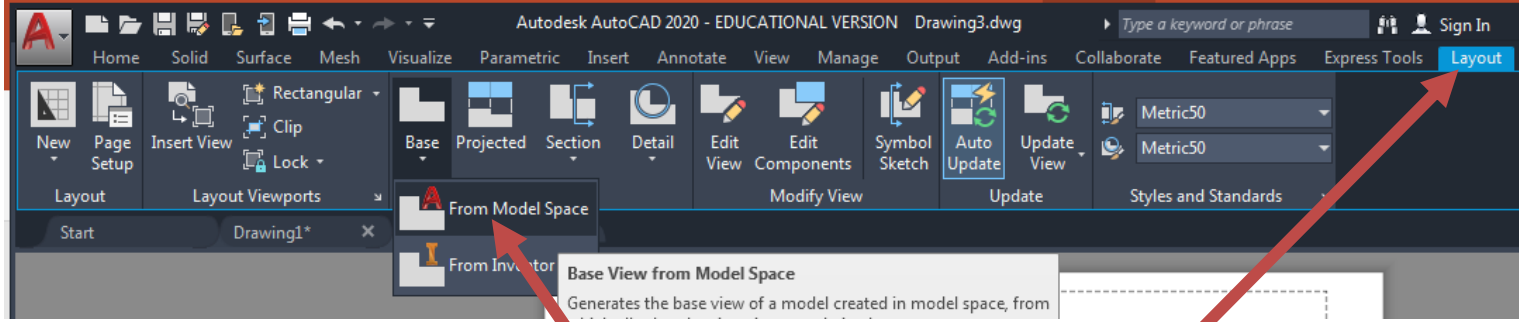 Autodesk AutoCAD 2020 - EDUCATIONAL VERSION Drawing3.dwg
Type a keyword or phrase
Sign In
Home Solid Surface Mesh Visualize Parametric Insert Annotate View Manage Output Add-ins Collaborate Featured Apps Express Tools Layout
New
Page Setup
Insert View
Rectangular
Clip
Lock
Base
Projected
Section
Detail
Edit View
Edit Components
Symbol Sketch
Auto Update
Update View
Metric50
Metric50
Layout
Layout Viewports
Modify View
Update
Styles and Standards
Start
Drawing1*
From Model Space
From Inventor
Base View from Model Space
Generates the base view of a model created in model space, from